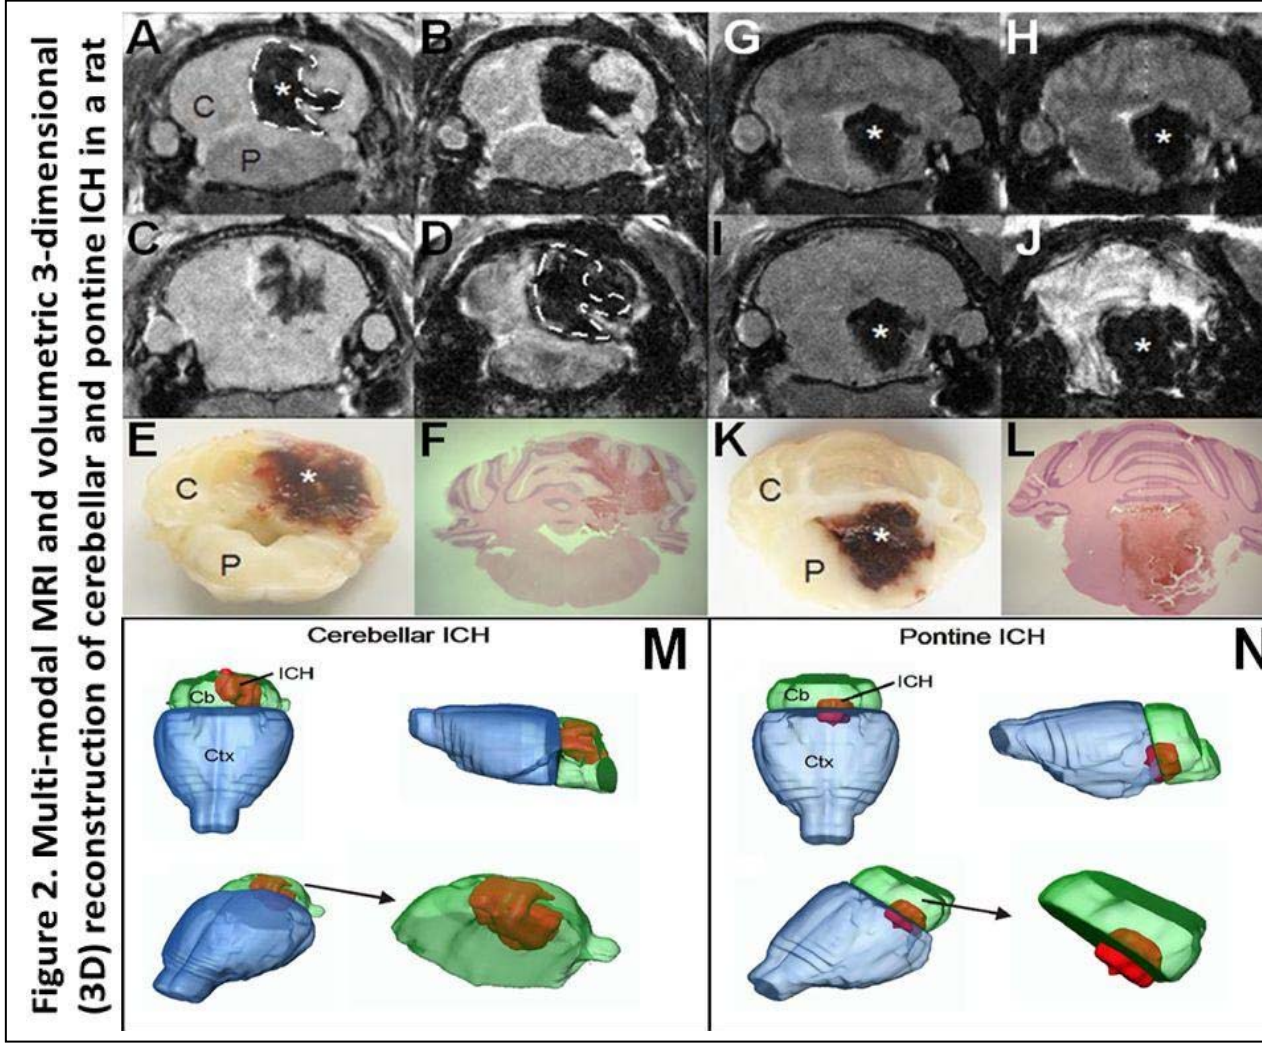 Figure 2. Multi-modal MRI and volumetric 3-dimensional
(3D) reconstruction of cerebellar and pontine ICH in a rat
A
*
C
P
B
G
*
H
*
C
D
I
*
J
*
E
*
C
P
F
K
C
*
P
L
Cerebellar ICH
M
ICH
Cb
Ctx
Pontine ICH
N
ICH
Cb
Ctx